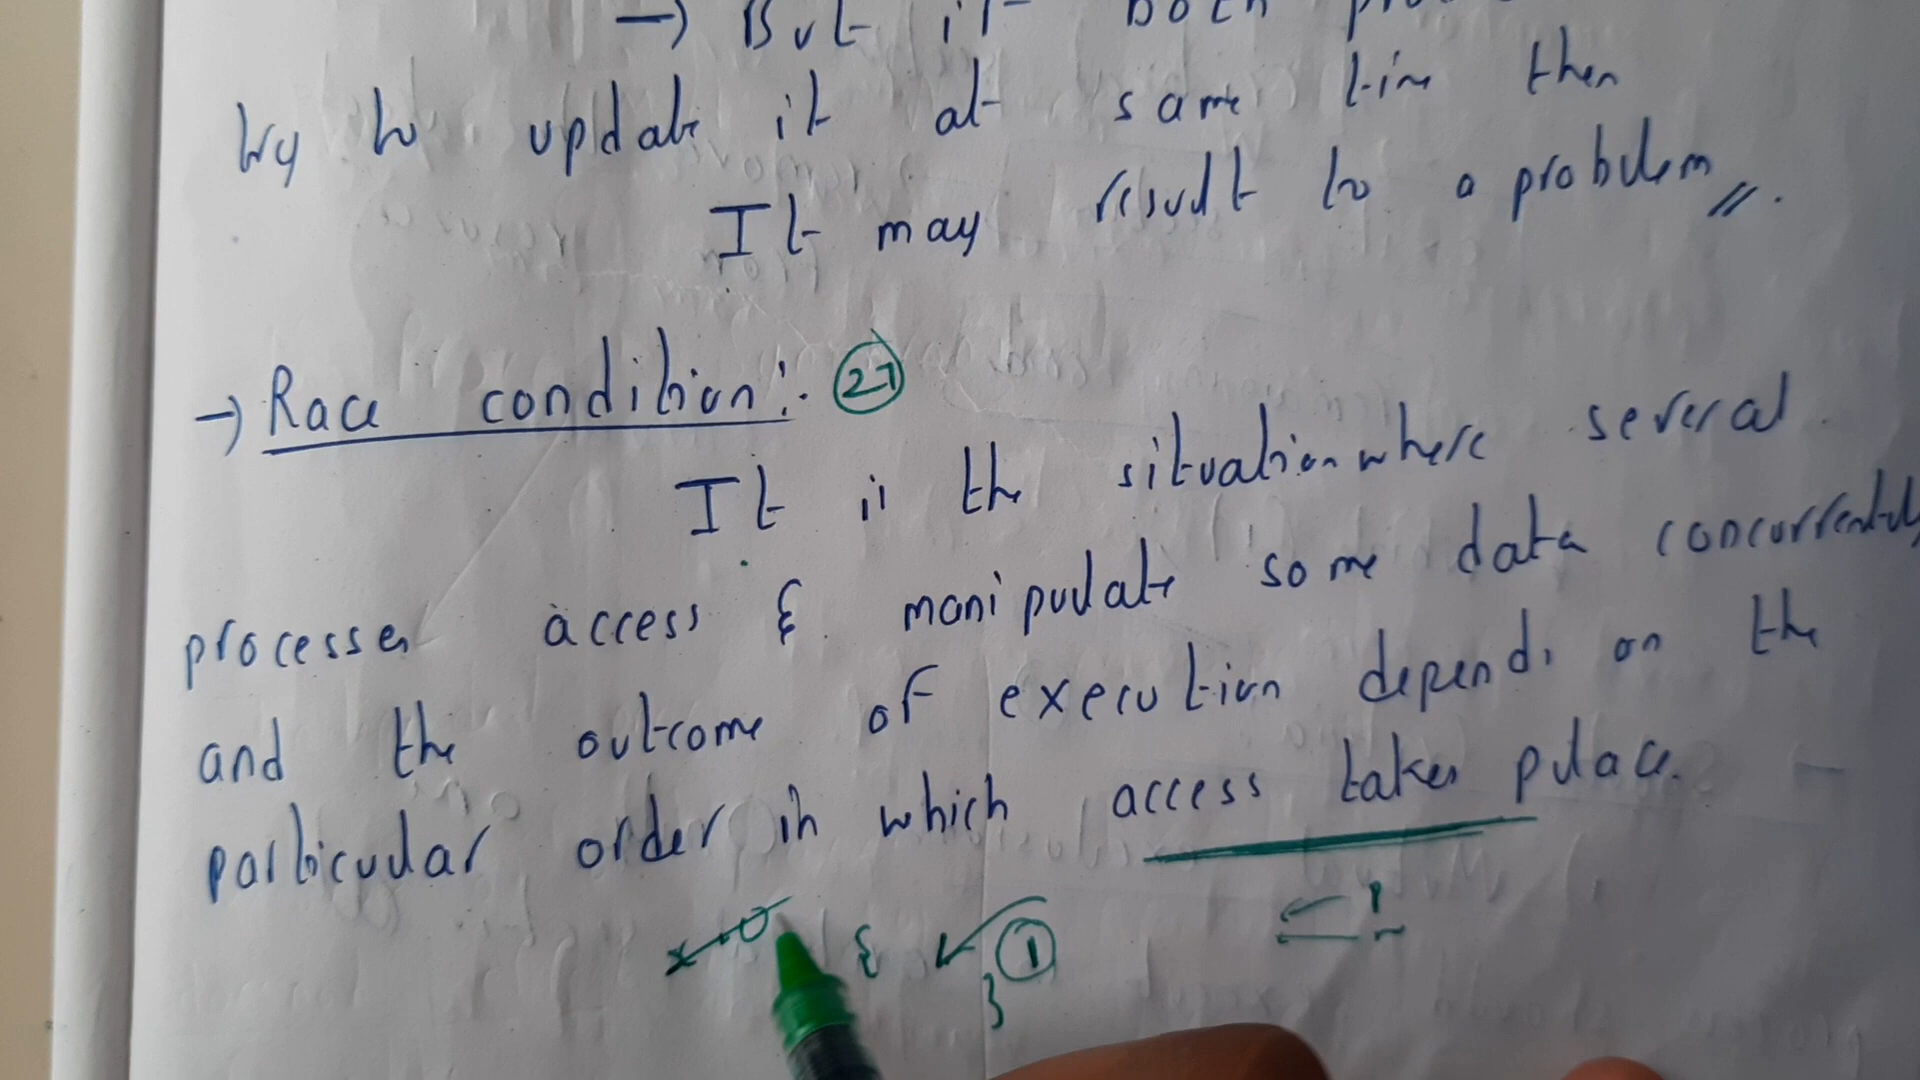 → But if both
try to update it at same time then
It may result to a problem //.
→ Race condition:- 27
It is the situation where several
processes access & manipulate some data concurrently
and the outcome of execution depends on the
particular order in which access takes place.
& 1